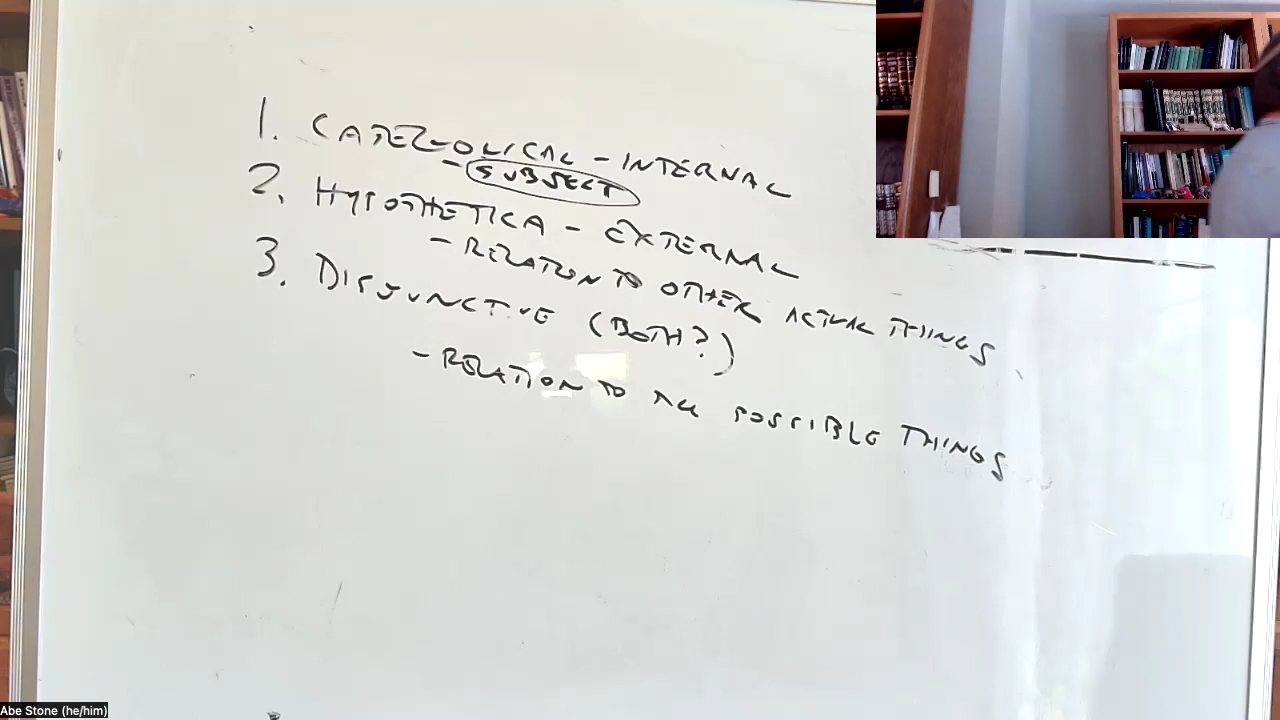 1. CATEGORICAL - INTERNAL
- SUBJECT
2. HYPOTHETICA - EXTERNAL
- RELATION TO OTHER ACTUAL THINGS
3. DISJUNCTIVE (BOTH?)
- RELATION TO ALL POSSIBLE THINGS
Abe Stone (he/him)